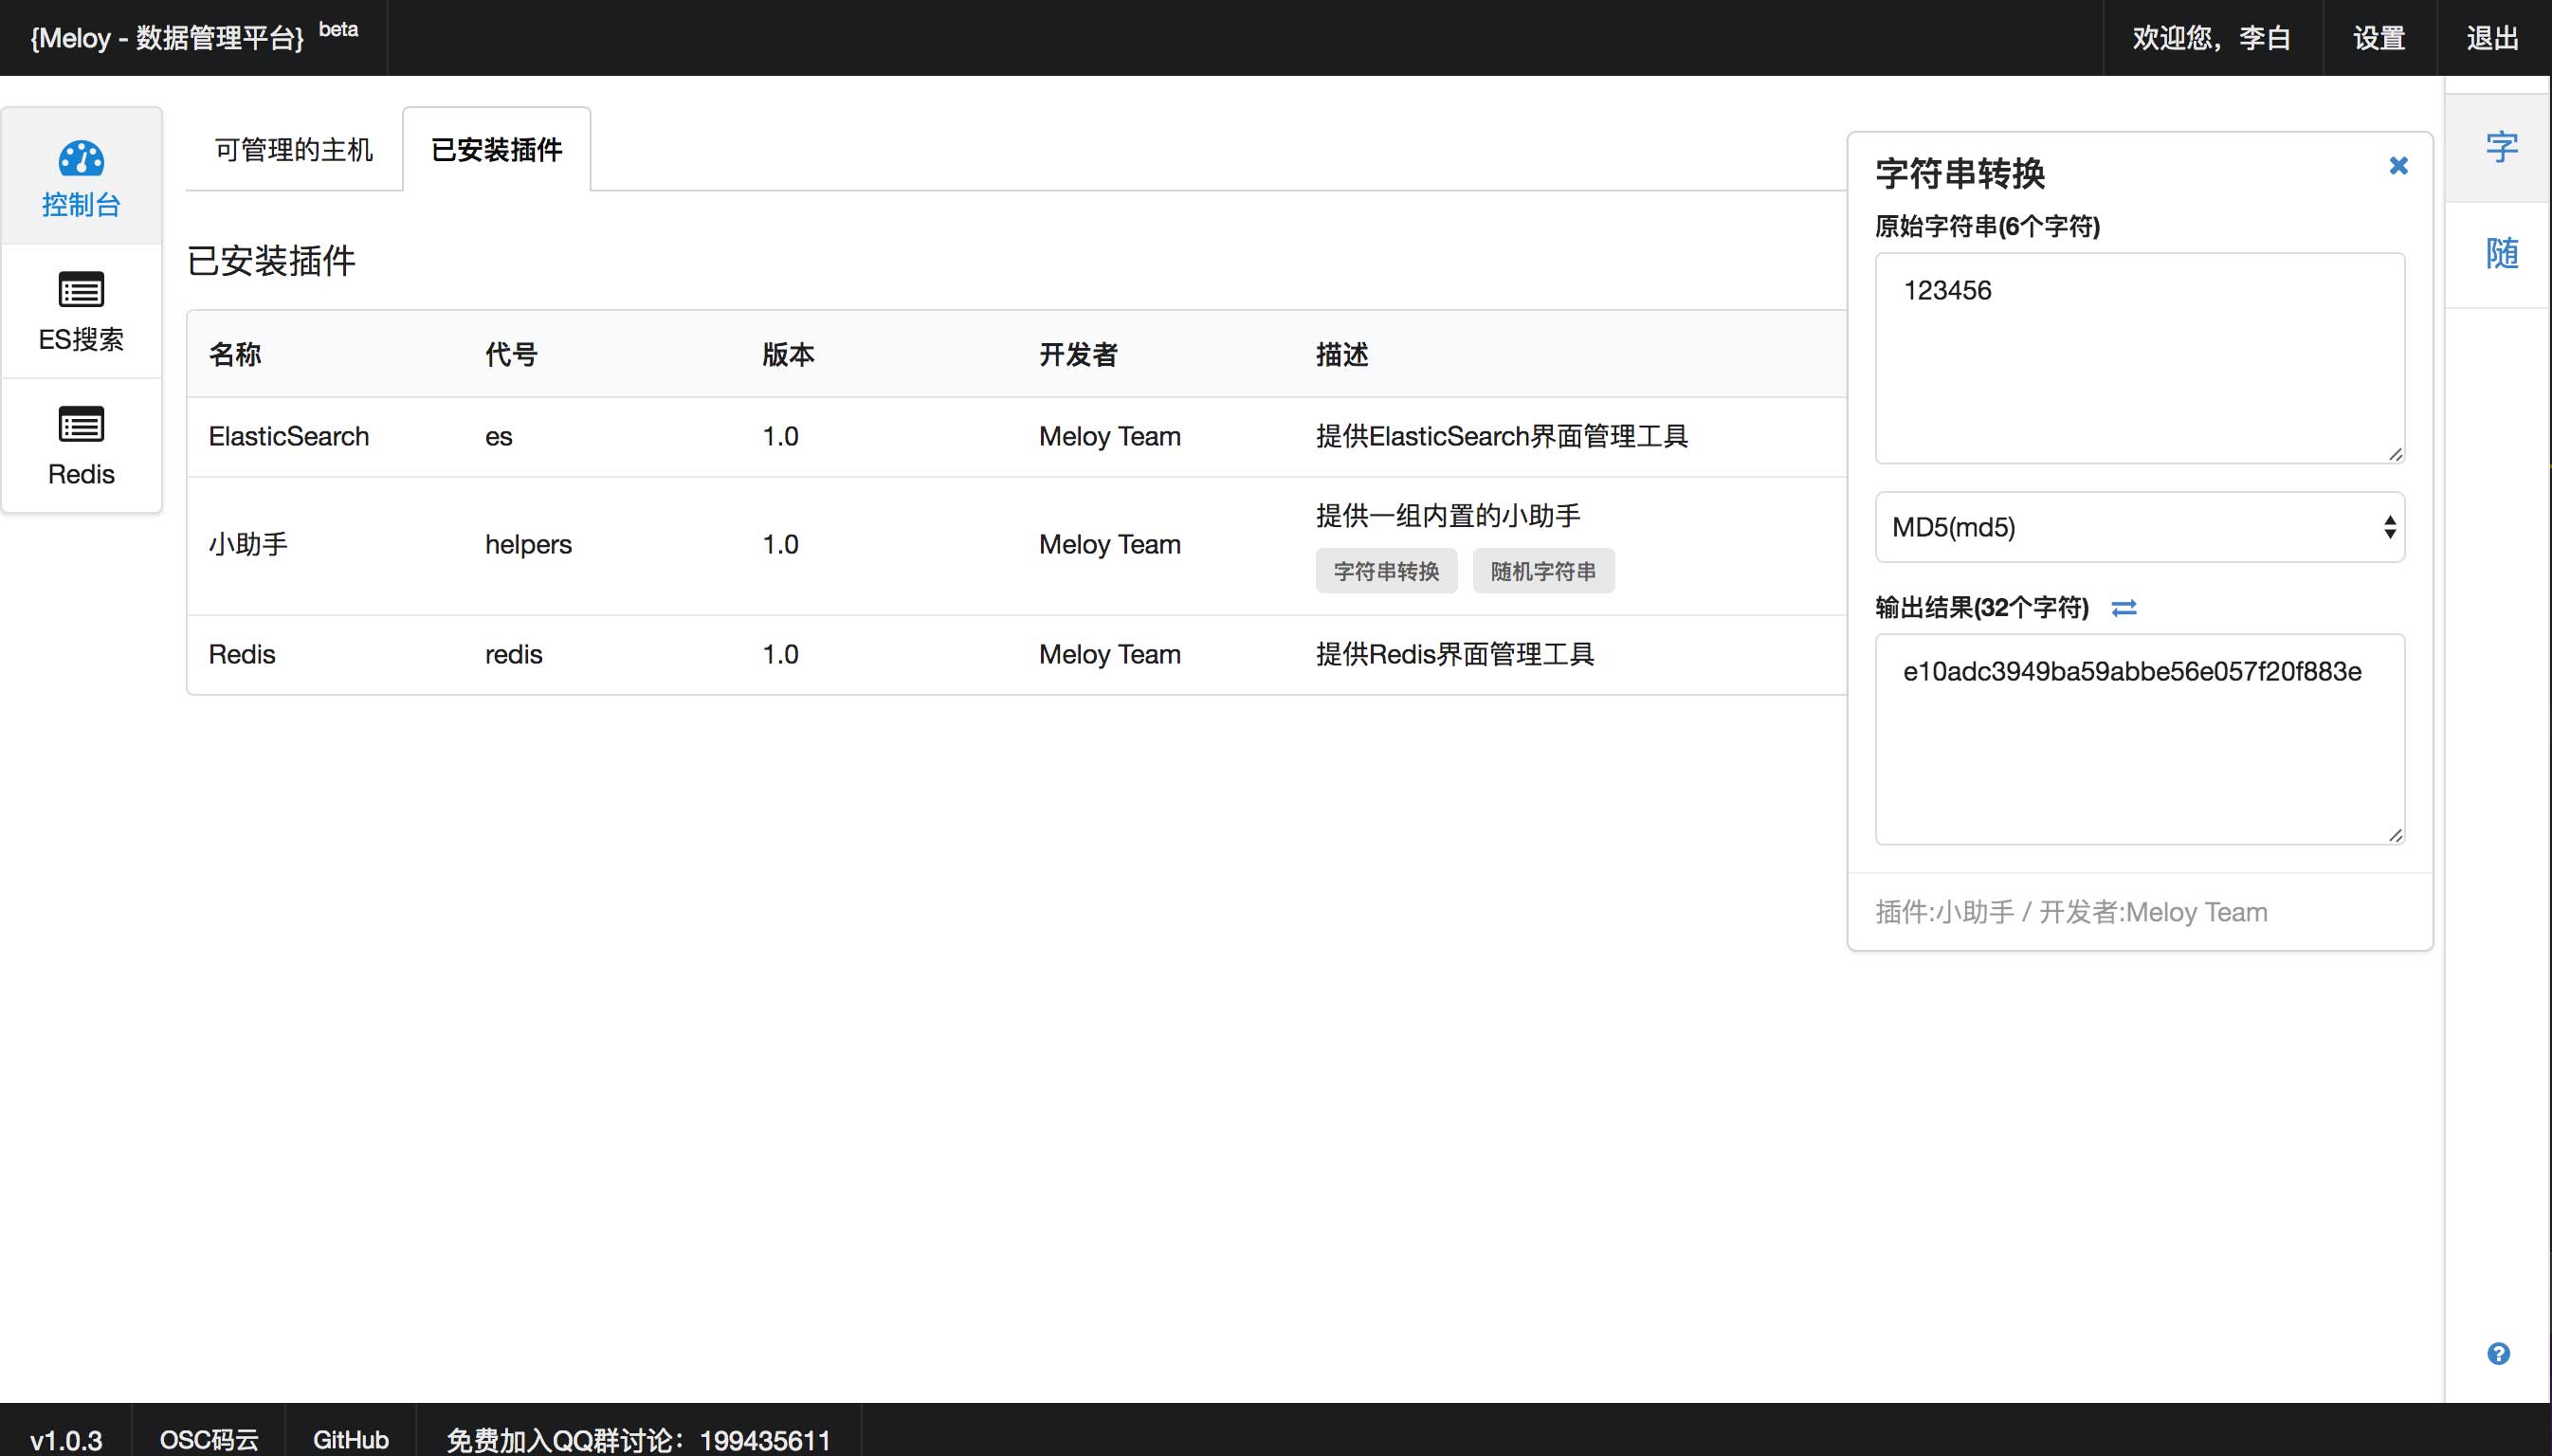 {Meloy - 数据管理平台} beta
欢迎您，李白
设置
退出
控制台
ES搜索
Redis
可管理的主机
已安装插件
已安装插件
名称 代号 版本 开发者 描述
ElasticSearch es 1.0 Meloy Team 提供ElasticSearch界面管理工具
小助手 helpers 1.0 Meloy Team 提供一组内置的小助手
字符串转换 随机字符串
Redis redis 1.0 Meloy Team 提供Redis界面管理工具
字符串转换
原始字符串(6个字符)
123456
MD5(md5)
输出结果(32个字符)
e10adc3949ba59abbe56e057f20f883e
插件:小助手 / 开发者:Meloy Team
字
随
v1.0.3
OSC码云
GitHub
免费加入QQ群讨论：199435611